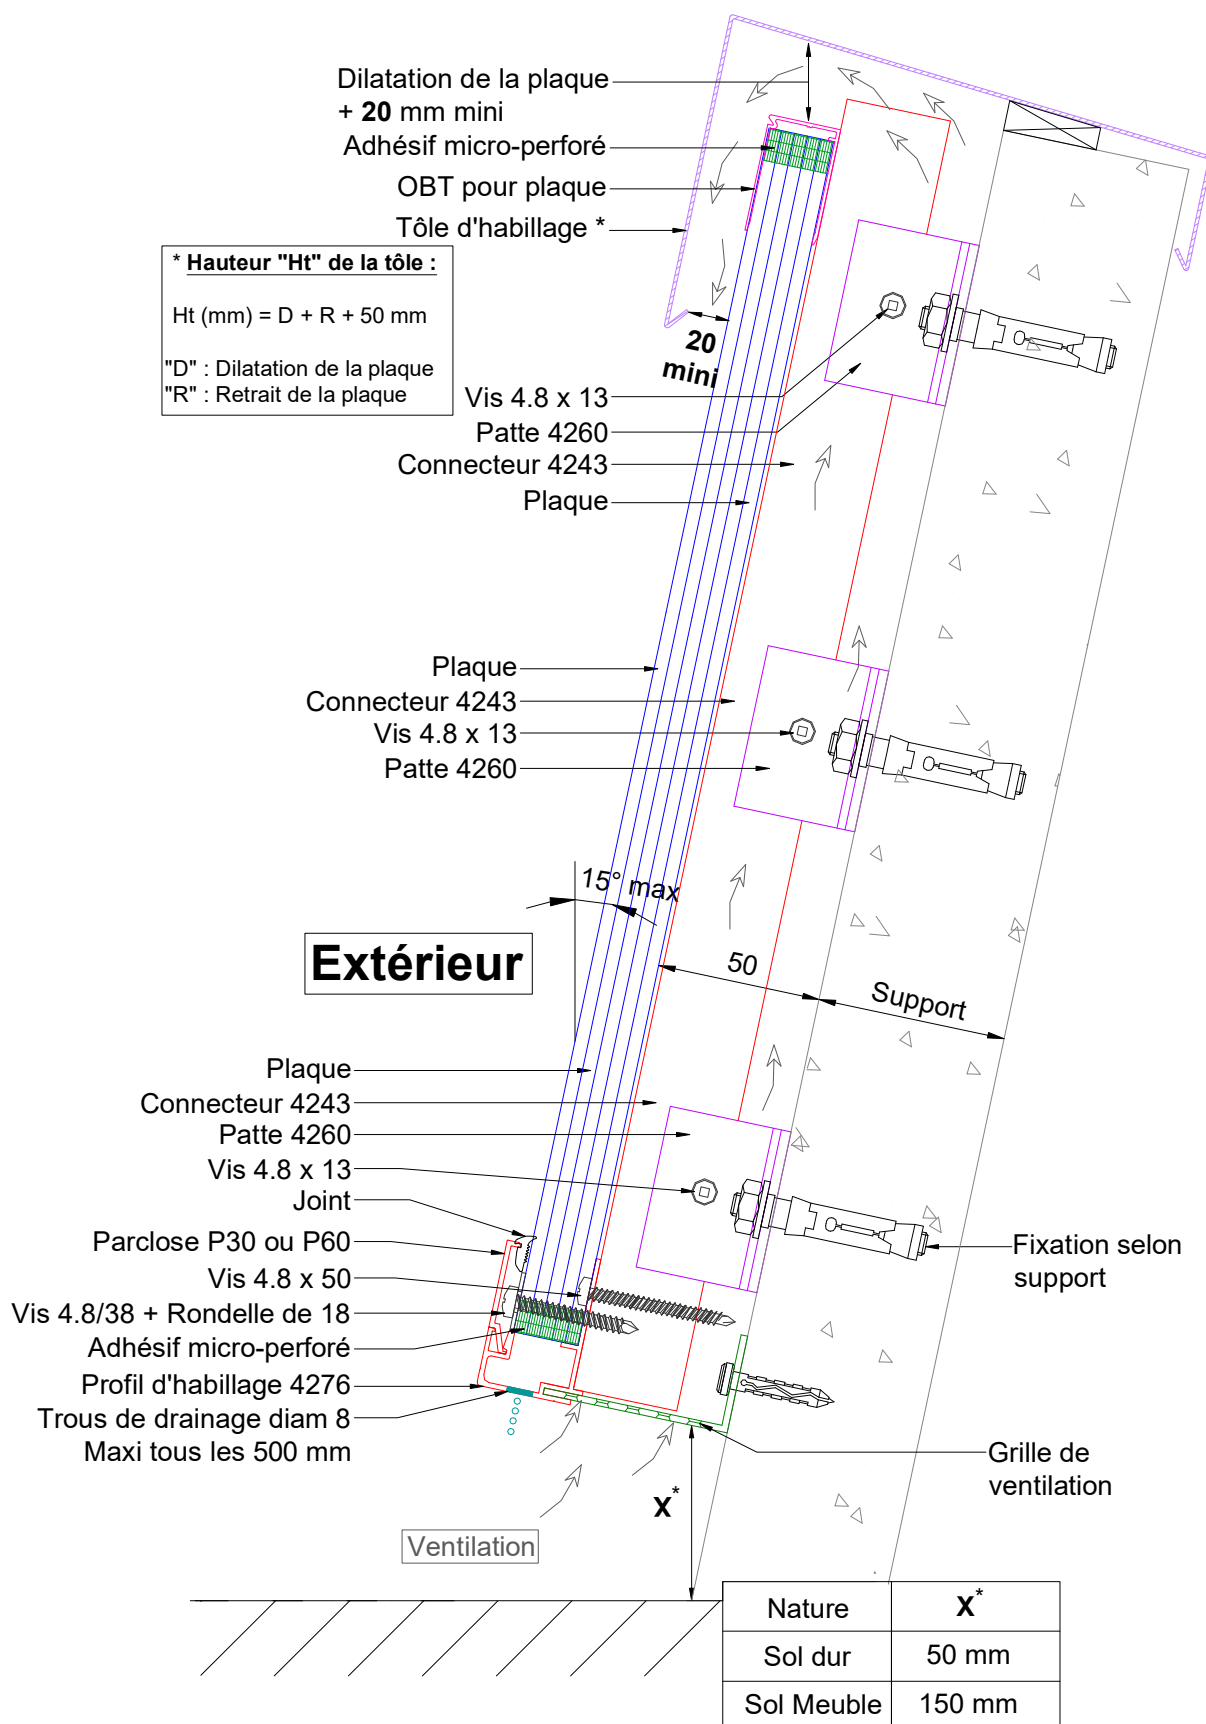 Dilatation de la plaque
+ 20 mm mini
Adhésif micro-perforé
OBT pour plaque
Tôle d'habillage *
* Hauteur "Ht" de la tôle :
Ht (mm) = D + R + 50 mm
"D" : Dilatation de la plaque
"R" : Retrait de la plaque
20
mini
Vis 4.8 x 13
Patte 4260
Connecteur 4243
Plaque
Plaque
Connecteur 4243
Vis 4.8 x 13
Patte 4260
15° max
Extérieur
50
Support
Plaque
Connecteur 4243
Patte 4260
Vis 4.8 x 13
Joint
Parclose P30 ou P60
Vis 4.8 x 50
Vis 4.8/38 + Rondelle de 18
Adhésif micro-perforé
Profil d'habillage 4276
Trous de drainage diam 8
Maxi tous les 500 mm
Fixation selon
support
Grille de
ventilation
X*
Ventilation
Nature X*
Sol dur 50 mm
Sol Meuble 150 mm